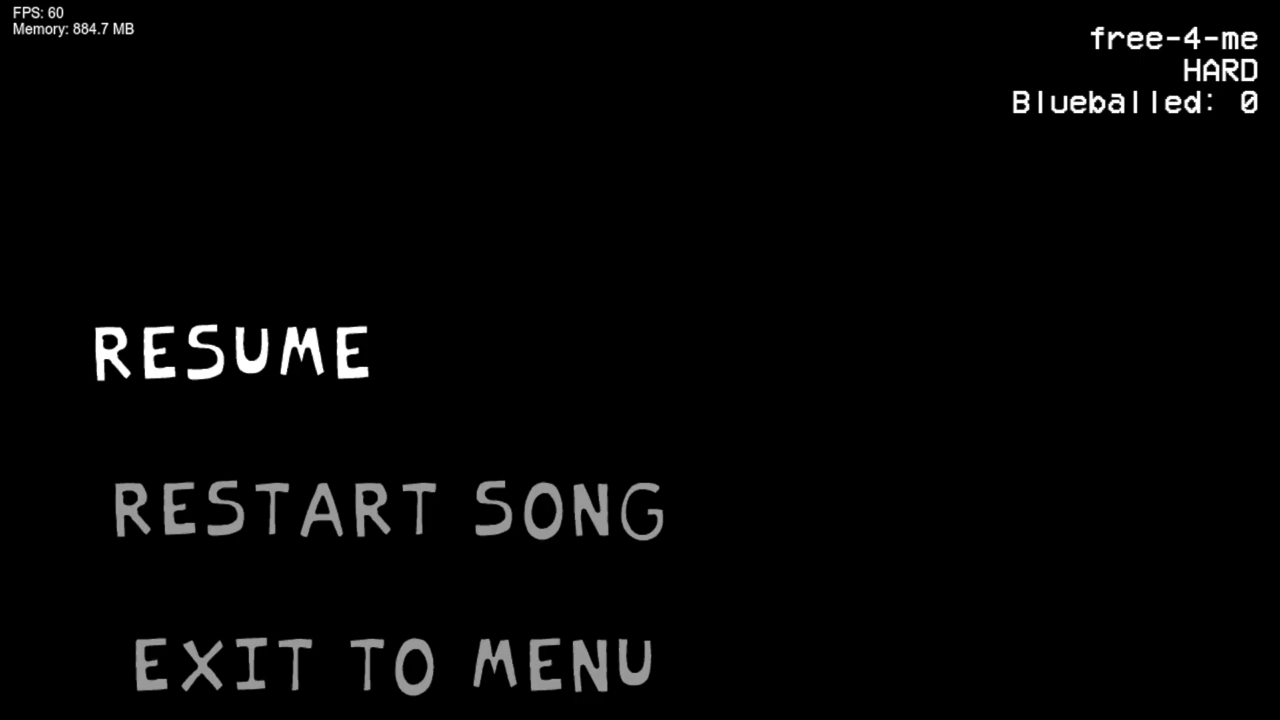 FPS: 60
Memory: 884.7 MB
free-4-me
HARD
Blueballed: 0
RESUME
RESTART SONG
EXIT TO MENU